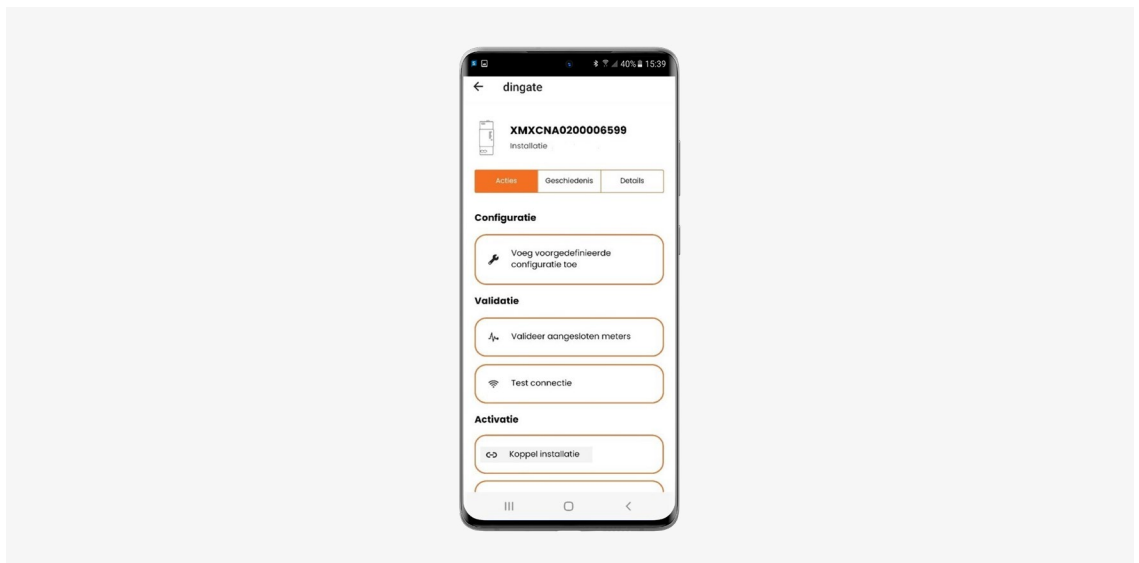 40% 15:39
dingate
XMXCNA0200006599
Installatie
Acties Geschiedenis Details
Configuratie
Voeg voorgedefinieerde
configuratie toe
Validatie
Valideer aangesloten meters
Test connectie
Activatie
Koppel installatie